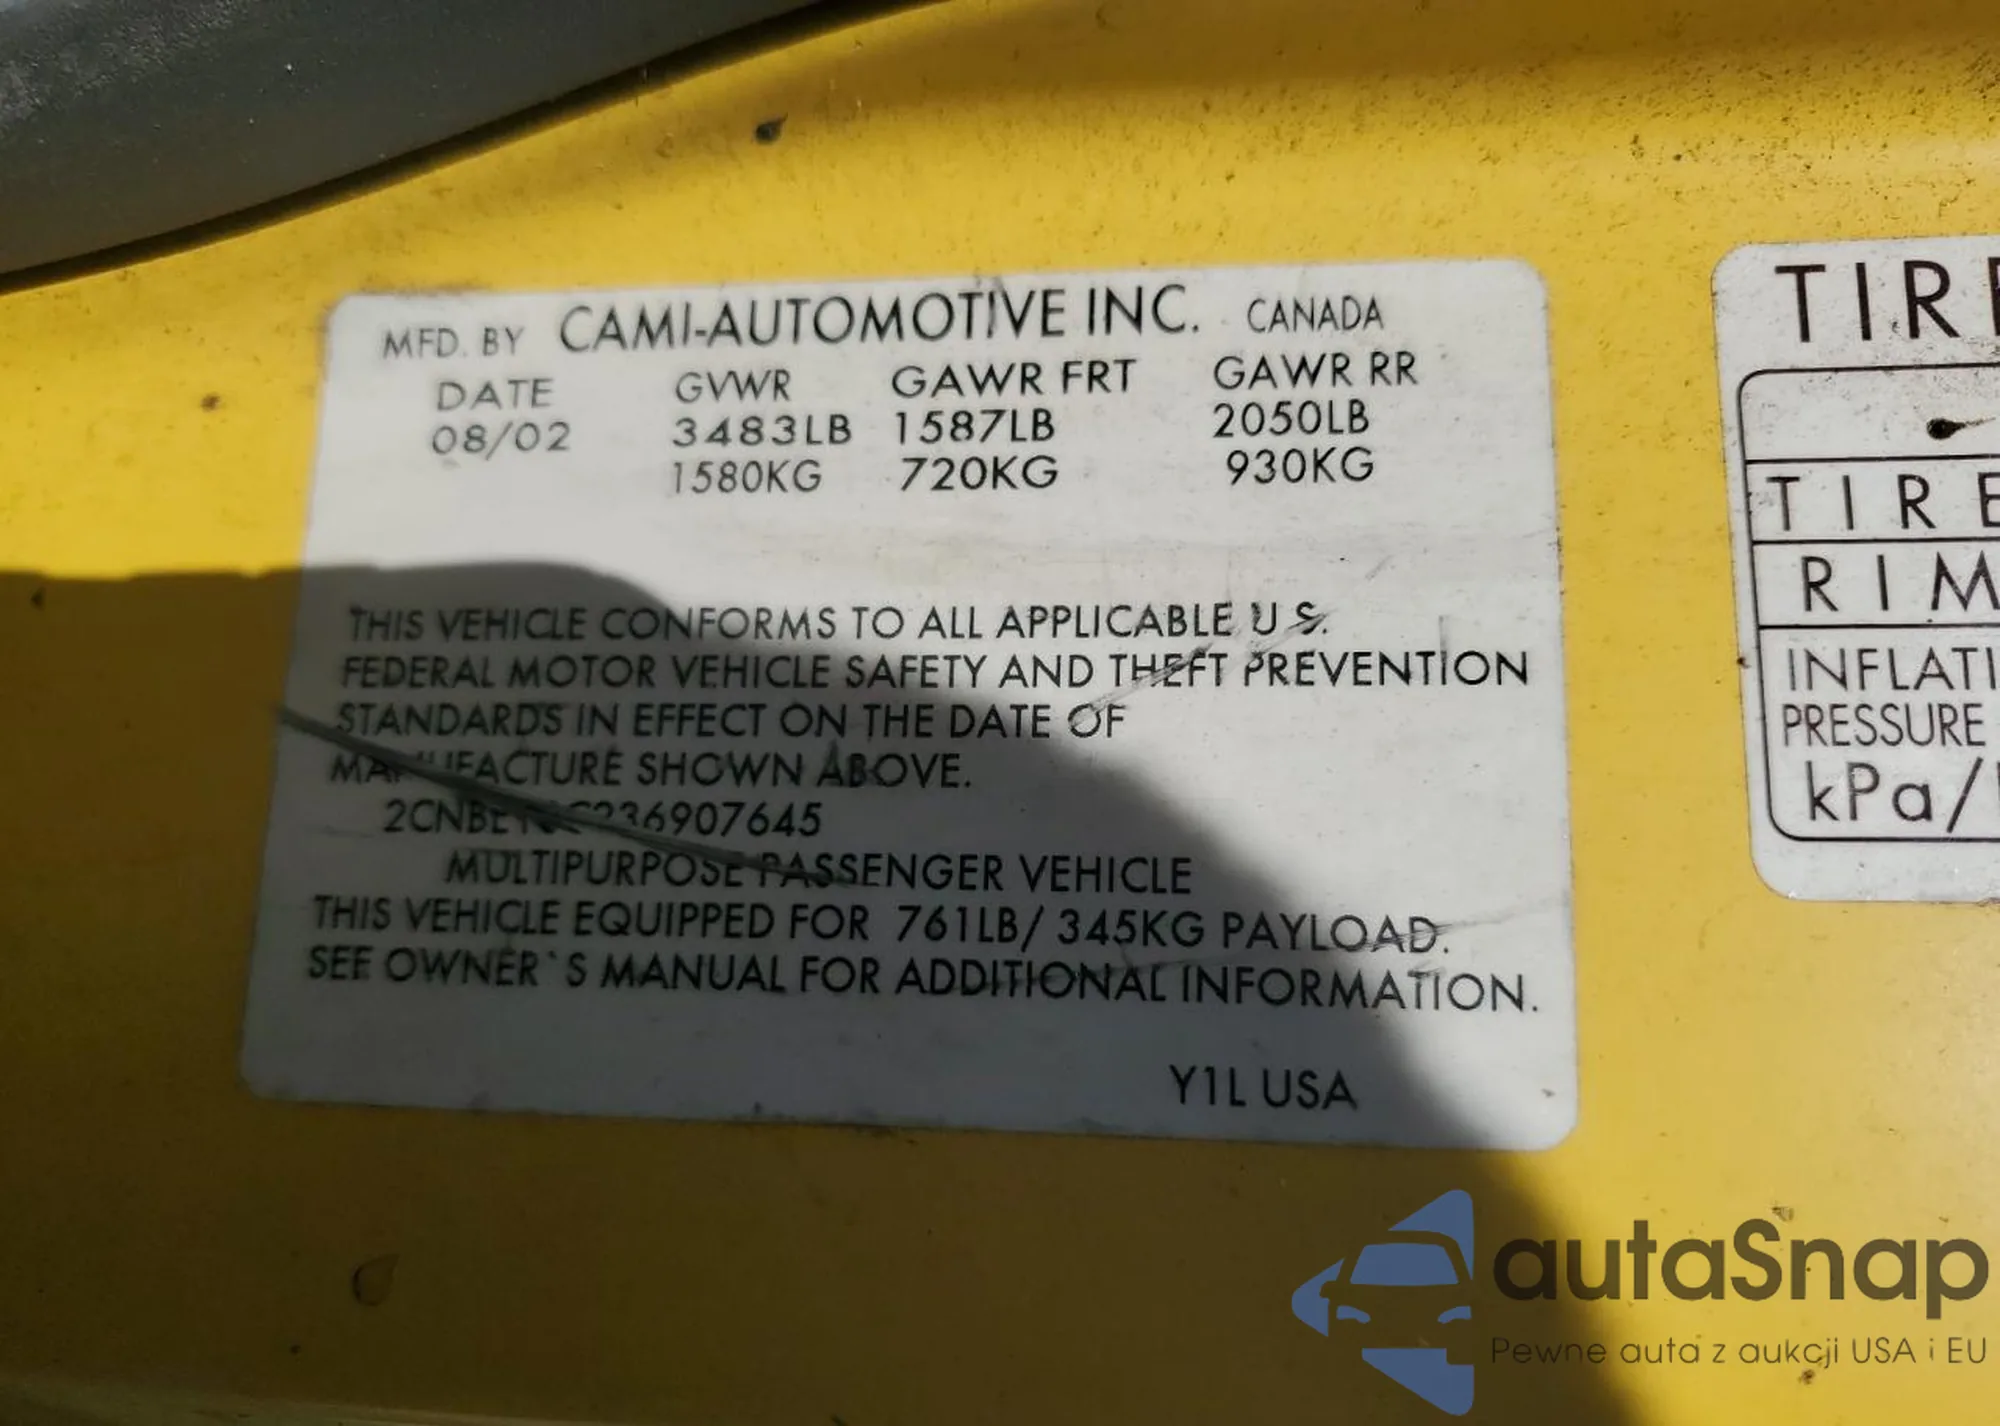 MFD. BY CAMI-AUTOMOTIVE INC. CANADA
DATE GVWR GAWR FRT GAWR RR
08/02 3483LB 1587LB 2050LB
1580KG 720KG 930KG
THIS VEHICLE CONFORMS TO ALL APPLICABLE U.S.
FEDERAL MOTOR VEHICLE SAFETY AND THEFT PREVENTION
STANDARDS IN EFFECT ON THE DATE OF
MANUFACTURE SHOWN ABOVE.
MULTIPURPOSE PASSENGER VEHICLE
THIS VEHICLE EQUIPPED FOR 761LB/ 345KG PAYLOAD.
SEE OWNER`S MANUAL FOR ADDITIONAL INFORMATION.
Y1L USA
TIRE
TIRE
RIM
INFLATI
PRESSURE
kPa/
autaSnap
Pewne auta z aukcji USA i EU